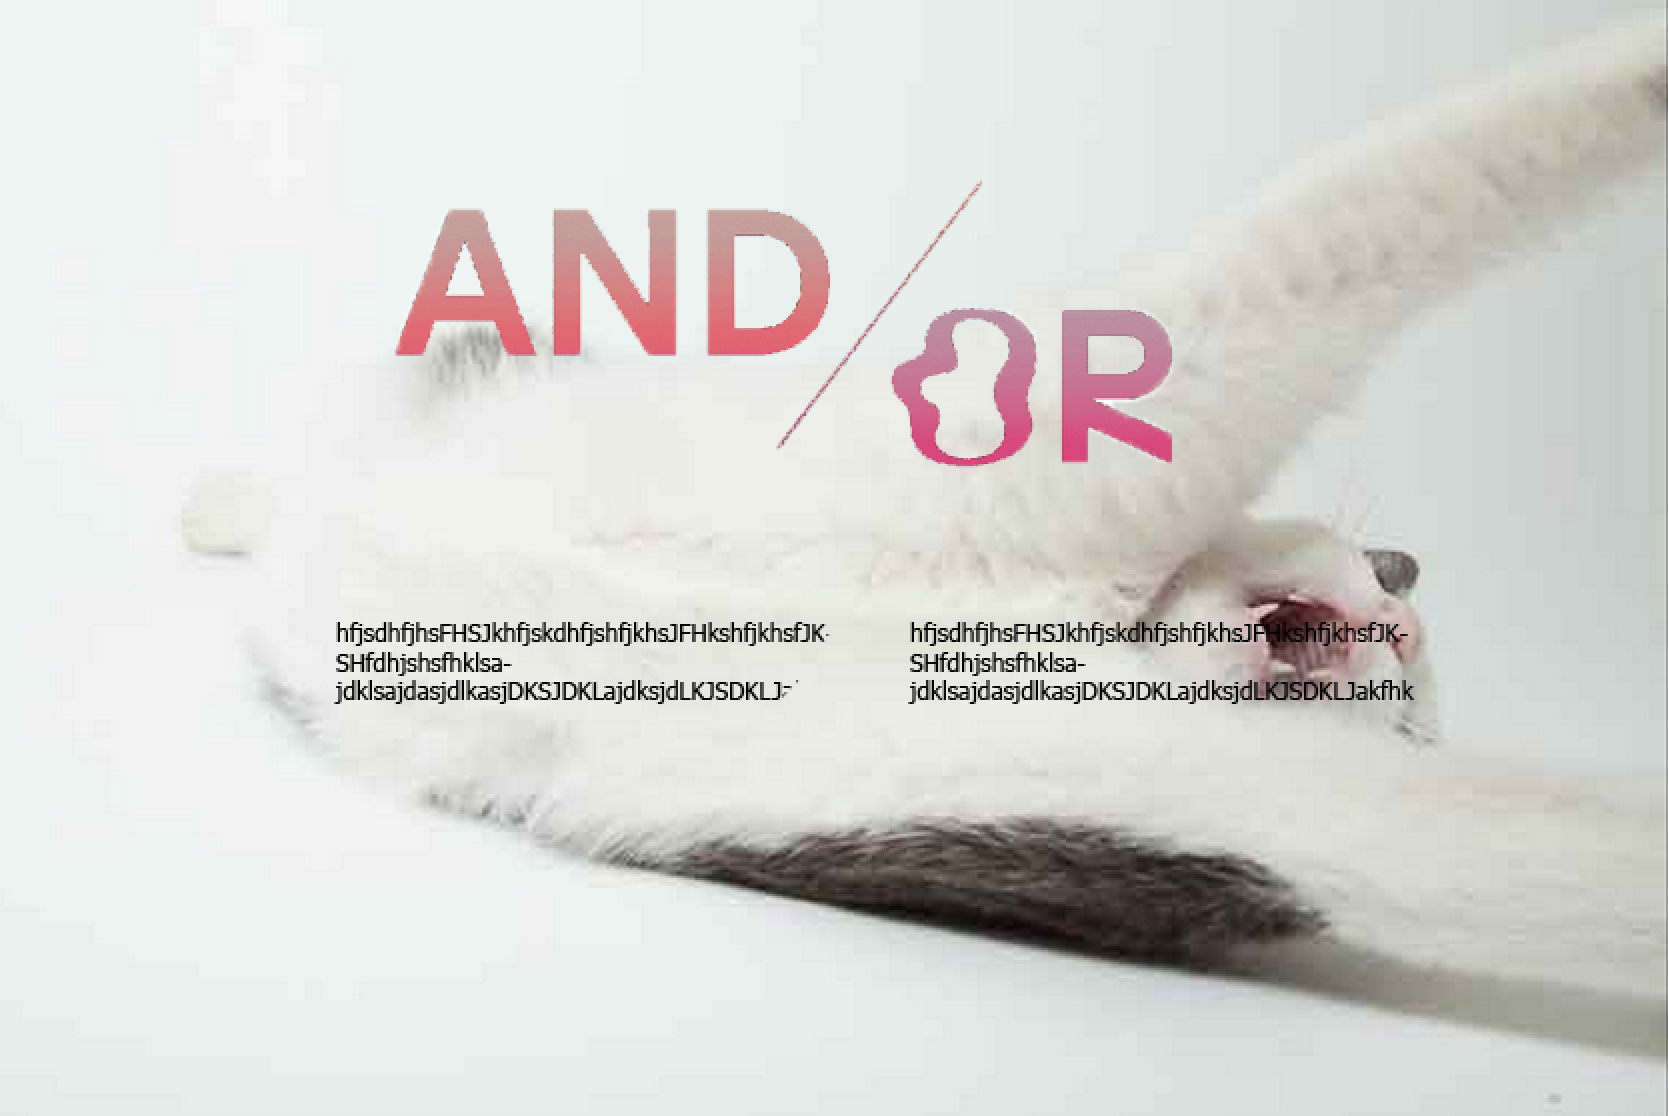 AND/
OR
hfjsdhfjhsFHSJkhfjskdhfjshfjkhsJFHkshfjkhsfJK-
SHfdhjshsfhklsa-
jdklsajdasjdlkasjDKSJDKLajdksjdLKJSDKLJ-
hfjsdhfjhsFHSJkhfjskdhfjshfjkhsJFHkshfjkhsfJK-
SHfdhjshsfhklsa-
jdklsajdasjdlkasjDKSJDKLajdksjdLKJSDKLJakfhk